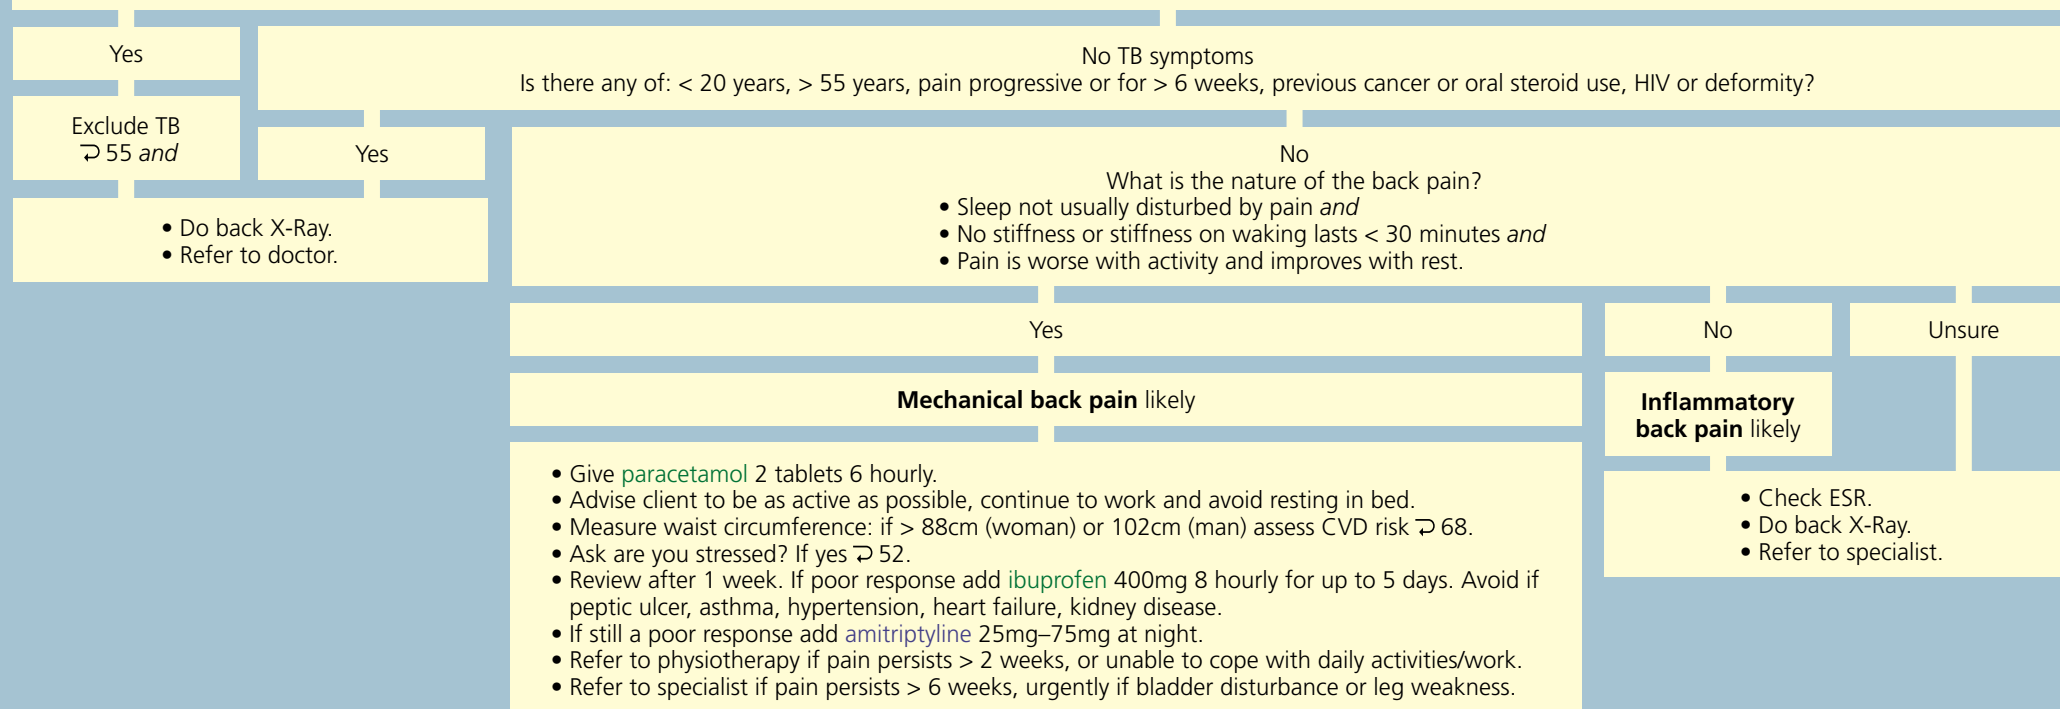 Yes
No TB symptoms
Is there any of: < 20 years, > 55 years, pain progressive or for > 6 weeks, previous cancer or oral steroid use, HIV or deformity?
Exclude TB
⮌ 55 and
Yes
• Do back X-Ray.
• Refer to doctor.
No
What is the nature of the back pain?
• Sleep not usually disturbed by pain and
• No stiffness or stiffness on waking lasts < 30 minutes and
• Pain is worse with activity and improves with rest.
Yes
No
Unsure
Mechanical back pain likely
Inflammatory
back pain likely
• Give paracetamol 2 tablets 6 hourly.
• Advise client to be as active as possible, continue to work and avoid resting in bed.
• Measure waist circumference: if > 88cm (woman) or 102cm (man) assess CVD risk ⮌ 68.
• Ask are you stressed? If yes ⮌ 52.
• Review after 1 week. If poor response add ibuprofen 400mg 8 hourly for up to 5 days. Avoid if
peptic ulcer, asthma, hypertension, heart failure, kidney disease.
• If still a poor response add amitriptyline 25mg–75mg at night.
• Refer to physiotherapy if pain persists > 2 weeks, or unable to cope with daily activities/work.
• Refer to specialist if pain persists > 6 weeks, urgently if bladder disturbance or leg weakness.
• Check ESR.
• Do back X-Ray.
• Refer to specialist.